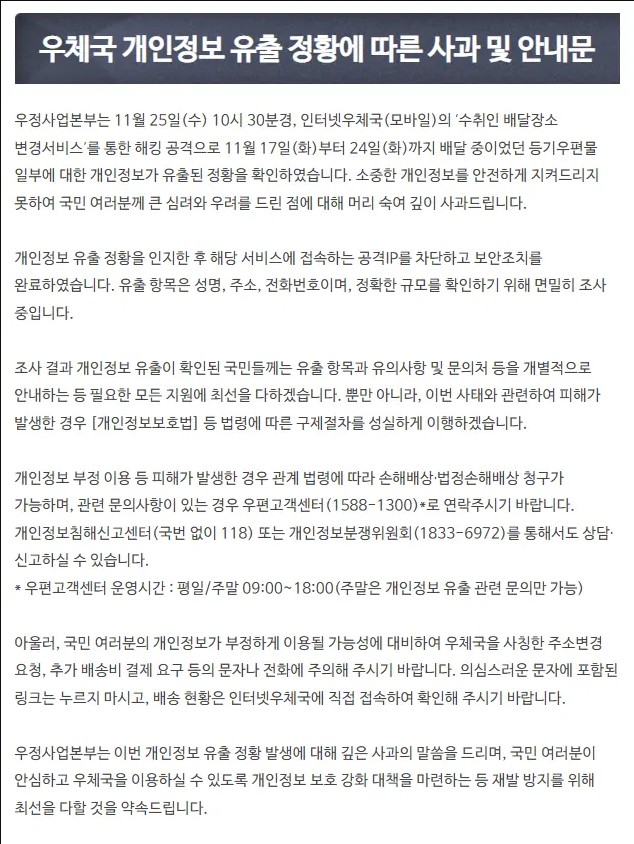 우체국 개인정보 유출 정황에 따른 사과 및 안내문
우정사업본부는 11월 25일(수) 10시 30분경, 인터넷우체국(모바일)의 '수취인 배달장소
변경서비스'를 통한 해킹 공격으로 11월 17일(화)부터 24일(화)까지 배달 중이었던 등기우편물
일부에 대한 개인정보가 유출된 정황을 확인하였습니다. 소중한 개인정보를 안전하게 지켜드리지
못하여 국민 여러분께 큰 심려와 우려를 드린 점에 대해 머리 숙여 깊이 사과드립니다.
개인정보 유출 정황을 인지한 후 해당 서비스에 접속하는 공격IP를 차단하고 보안조치를
완료하였습니다. 유출 항목은 성명, 주소, 전화번호이며, 정확한 규모를 확인하기 위해 면밀히 조사
중입니다.
조사 결과 개인정보 유출이 확인된 국민들께는 유출 항목과 유의사항 및 문의처 등을 개별적으로
안내하는 등 필요한 모든 지원에 최선을 다하겠습니다. 뿐만 아니라, 이번 사태와 관련하여 피해가
발생한 경우 [개인정보보호법] 등 법령에 따른 구제절차를 성실하게 이행하겠습니다.
개인정보 부정 이용 등 피해가 발생한 경우 관계 법령에 따라 손해배상·법정손해배상 청구가
가능하며, 관련 문의사항이 있는 경우 우편고객센터(1588-1300)*로 연락주시기 바랍니다.
개인정보침해신고센터(국번 없이 118) 또는 개인정보분쟁위원회(1833-6972)를 통해서도 상담·
신고하실 수 있습니다.
* 우편고객센터 운영시간 : 평일/주말 09:00~18:00(주말은 개인정보 유출 관련 문의만 가능)
아울러, 국민 여러분의 개인정보가 부정하게 이용될 가능성에 대비하여 우체국을 사칭한 주소변경
요청, 추가 배송비 결제 요구 등의 문자나 전화에 주의해 주시기 바랍니다. 의심스러운 문자에 포함된
링크는 누르지 마시고, 배송 현황은 인터넷우체국에 직접 접속하여 확인해 주시기 바랍니다.
우정사업본부는 이번 개인정보 유출 정황 발생에 대해 깊은 사과의 말씀을 드리며, 국민 여러분이
안심하고 우체국을 이용하실 수 있도록 개인정보 보호 강화 대책을 마련하는 등 재발 방지를 위해
최선을 다할 것을 약속드립니다.